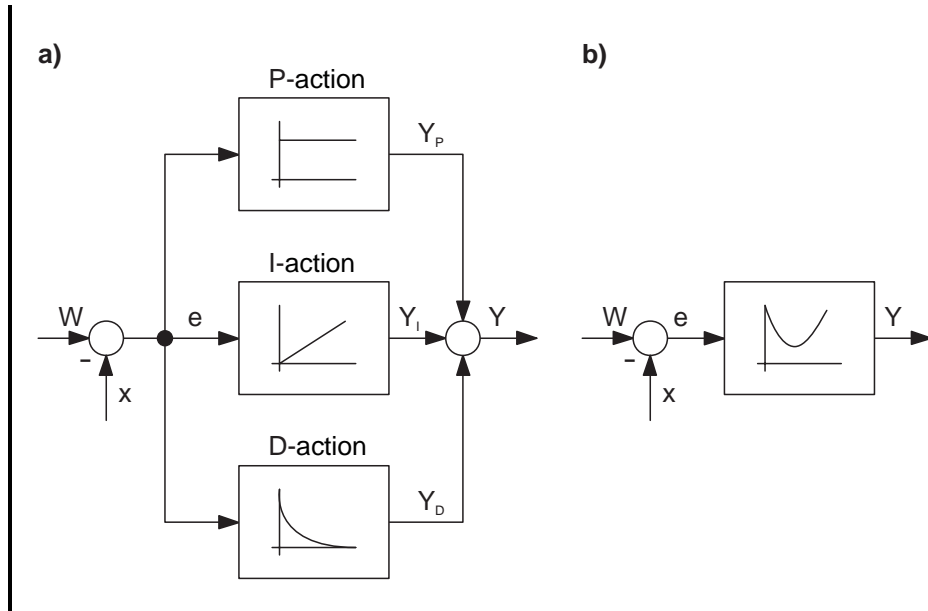 a)
P-action
Y_P
I-action
W
e
Y_I
Y
-
x
D-action
Y_D
b)
W
e
Y
-
x